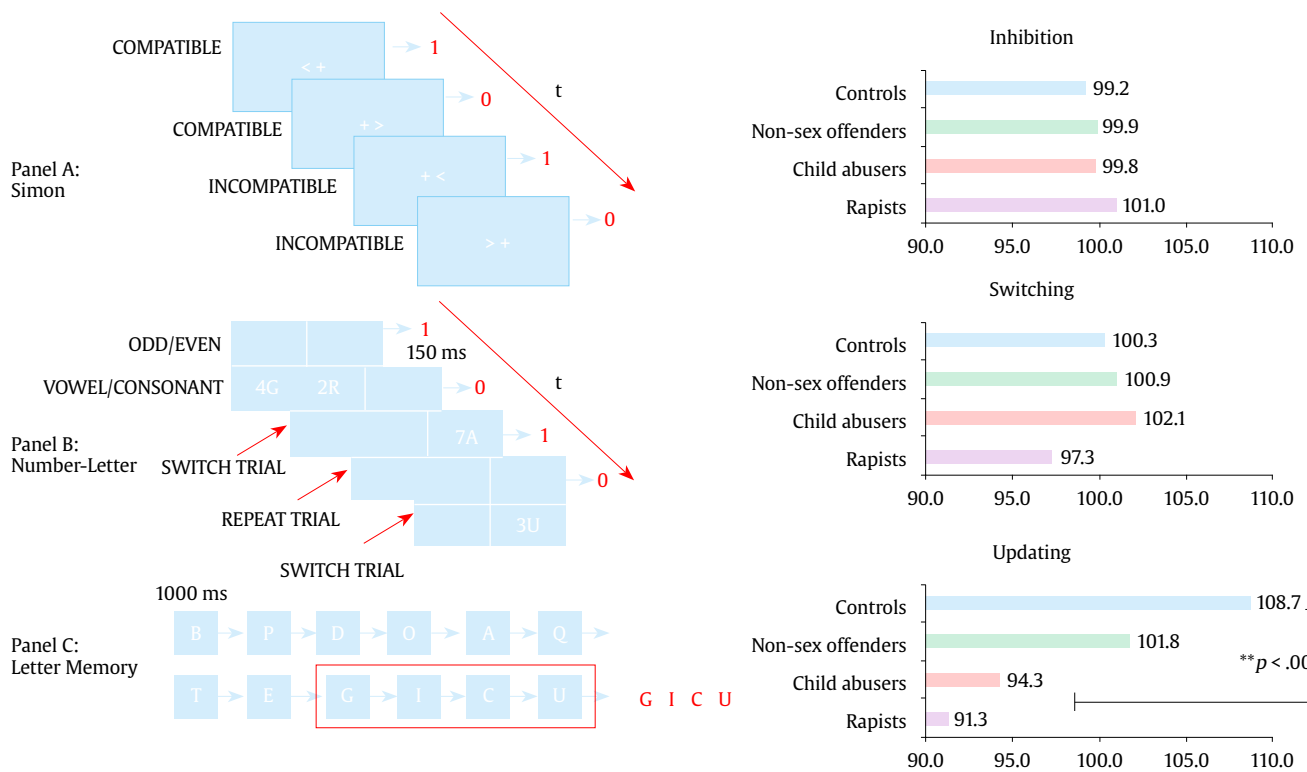 COMPATIBLE
< +
1
t
COMPATIBLE
+ >
0
Panel A:
Simon
INCOMPATIBLE
+ <
1
INCOMPATIBLE
> +
0
ODD/EVEN
1
150 ms
t
VOWEL/CONSONANT
4G 2R
0
Panel B:
Number-Letter
SWITCH TRIAL
7A
1
REPEAT TRIAL
0
SWITCH TRIAL
3U
1000 ms
Panel C:
Letter Memory
B P D O A Q
T E G I C U G I C U
Inhibition
Controls 99.2
Non-sex offenders 99.9
Child abusers 99.8
Rapists 101.0
90.0 95.0 100.0 105.0 110.0
Switching
Controls 100.3
Non-sex offenders 100.9
Child abusers 102.1
Rapists 97.3
90.0 95.0 100.0 105.0 110.0
Updating
Controls 108.7
Non-sex offenders 101.8
**p < .00
Child abusers 94.3
Rapists 91.3
90.0 95.0 100.0 105.0 110.0